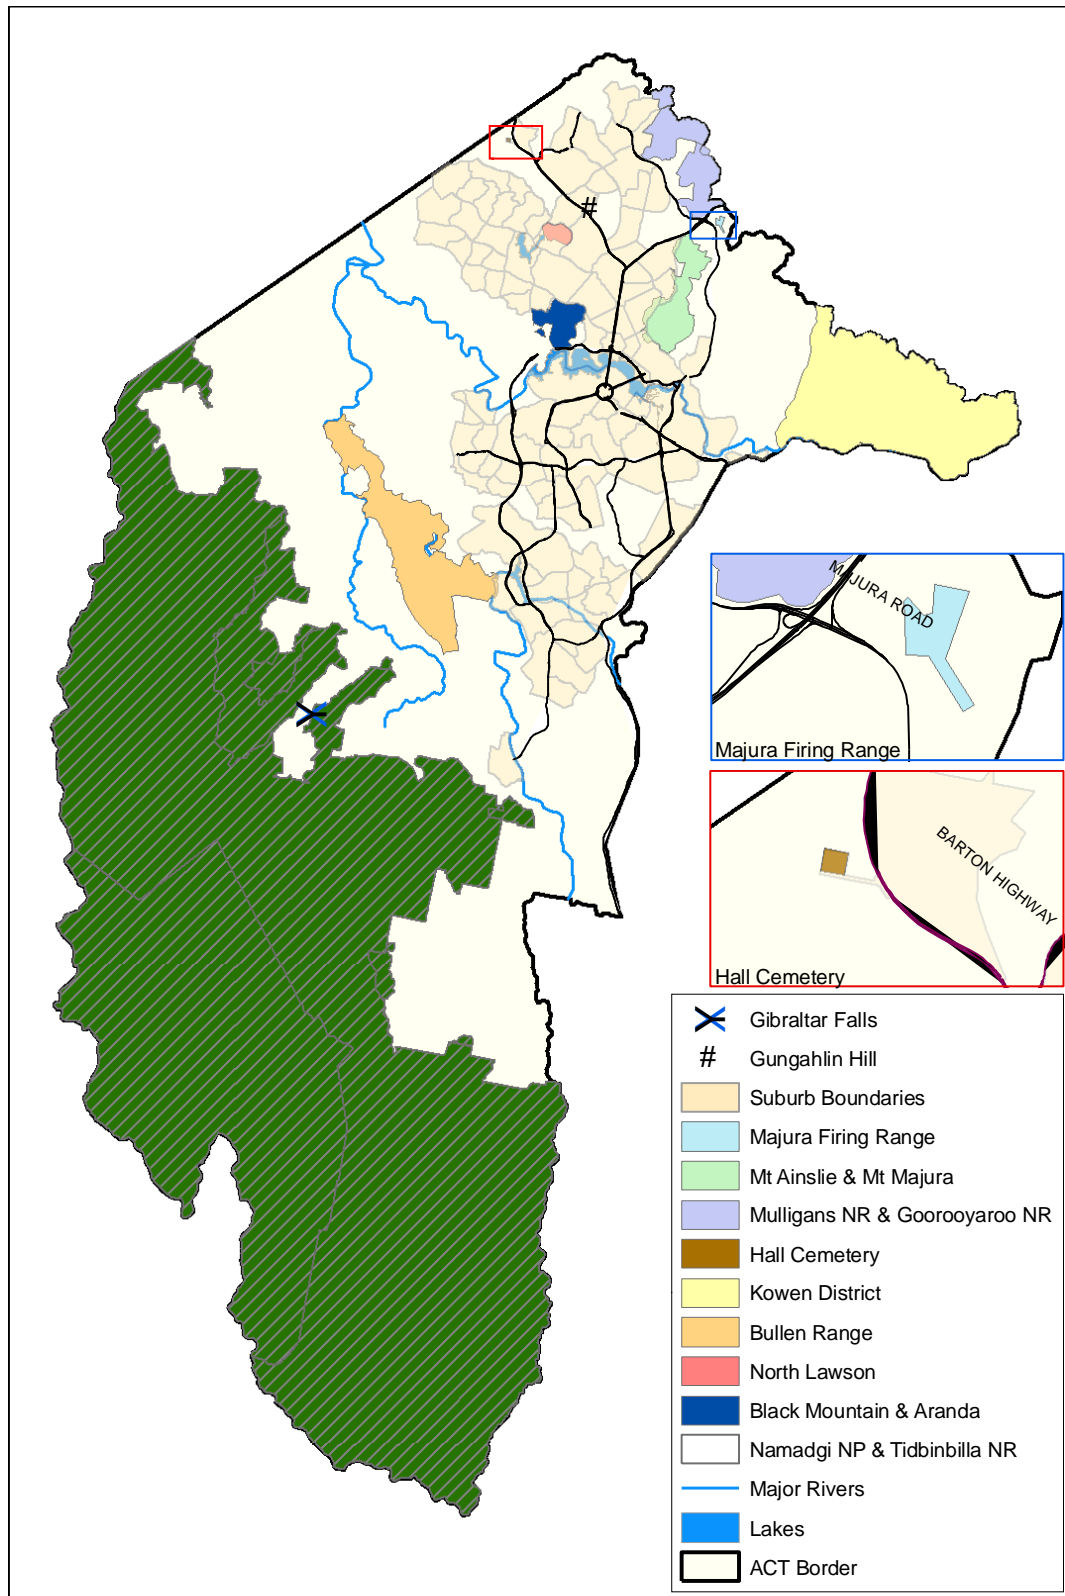 #
MAJURA ROAD
Majura Firing Range
BARTON HIGHWAY
Hall Cemetery
Gibraltar Falls
# Gungahlin Hill
Suburb Boundaries
Majura Firing Range
Mt Ainslie & Mt Majura
Mulligans NR & Goorooyaroo NR
Hall Cemetery
Kowen District
Bullen Range
North Lawson
Black Mountain & Aranda
Namadgi NP & Tidbinbilla NR
Major Rivers
Lakes
ACT Border